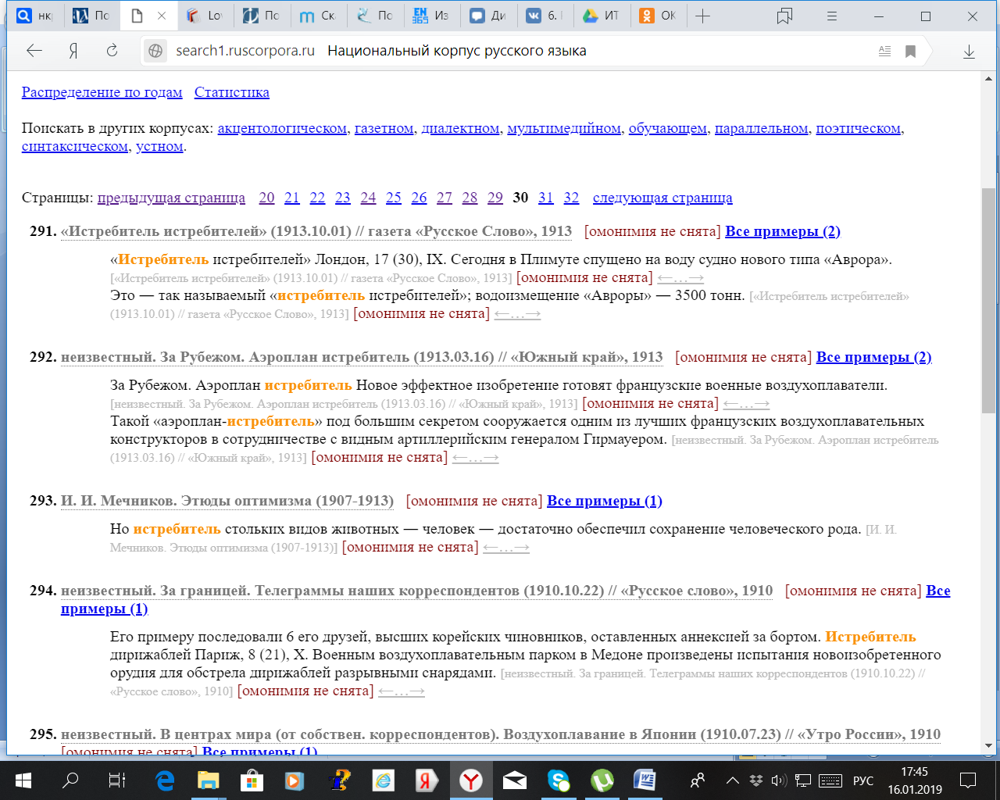 нк По Lov По Ск По Из Ди 6. ИТ ОК
search1.ruscorpora.ru Национальный корпус русского языка
Распределение по годам Статистика
Поискать в других корпусах: акцентологическом, газетном, диалектном, мультимедийном, обучающем, параллельном, поэтическом,
синтаксическом, устном.
Страницы: предыдущая страница 20 21 22 23 24 25 26 27 28 29 30 31 32 следующая страница
291. «Истребитель истребителей» (1913.10.01) // газета «Русское Слово», 1913 [омонимия не снята] Все примеры (2)
«Истребитель истребителей» Лондон, 17 (30), IX. Сегодня в Плимуте спущено на воду судно нового типа «Аврора».
[«Истребитель истребителей» (1913.10.01) // газета «Русское Слово», 1913] [омонимия не снята] ←…→
Это — так называемый «истребитель истребителей»; водоизмещение «Авроры» — 3500 тонн. [«Истребитель истребителей»
(1913.10.01) // газета «Русское Слово», 1913] [омонимия не снята] ←…→
292. неизвестный. За Рубежом. Аэроплан истребитель (1913.03.16) // «Южный край», 1913 [омонимия не снята] Все примеры (2)
За Рубежом. Аэроплан истребитель Новое эффектное изобретение готовят французские военные воздухоплаватели.
[неизвестный. За Рубежом. Аэроплан истребитель (1913.03.16) // «Южный край», 1913] [омонимия не снята] ←…→
Такой «аэроплан-истребитель» под большим секретом сооружается одним из лучших французских воздухоплавательных
конструкторов в сотрудничестве с видным артиллерийским генералом Гирмауером. [неизвестный. За Рубежом. Аэроплан истребитель
(1913.03.16) // «Южный край», 1913] [омонимия не снята] ←…→
293. И. И. Мечников. Этюды оптимизма (1907-1913) [омонимия не снята] Все примеры (1)
Но истребитель стольких видов животных — человек — достаточно обеспечил сохранение человеческого рода. [И. И.
Мечников. Этюды оптимизма (1907-1913)] [омонимия не снята] ←…→
294. неизвестный. За границей. Телеграммы наших корреспондентов (1910.10.22) // «Русское слово», 1910 [омонимия не снята] Все
примеры (1)
Его примеру последовали 6 его друзей, высших корейских чиновников, оставленных аннексией за бортом. Истребитель
дирижаблей Париж, 8 (21), X. Военным воздухоплавательным парком в Медоне произведены испытания новоизобретенного
орудия для обстрела дирижаблей разрывными снарядами. [неизвестный. За границей. Телеграммы наших корреспондентов (1910.10.22) //
«Русское слово», 1910] [омонимия не снята] ←…→
295. неизвестный. В центрах мира (от собствен. корреспондентов). Воздухоплавание в Японии (1910.07.23) // «Утро России», 1910
[омонимия не снята] Все примеры (1)
РУС 17:45
16.01.2019